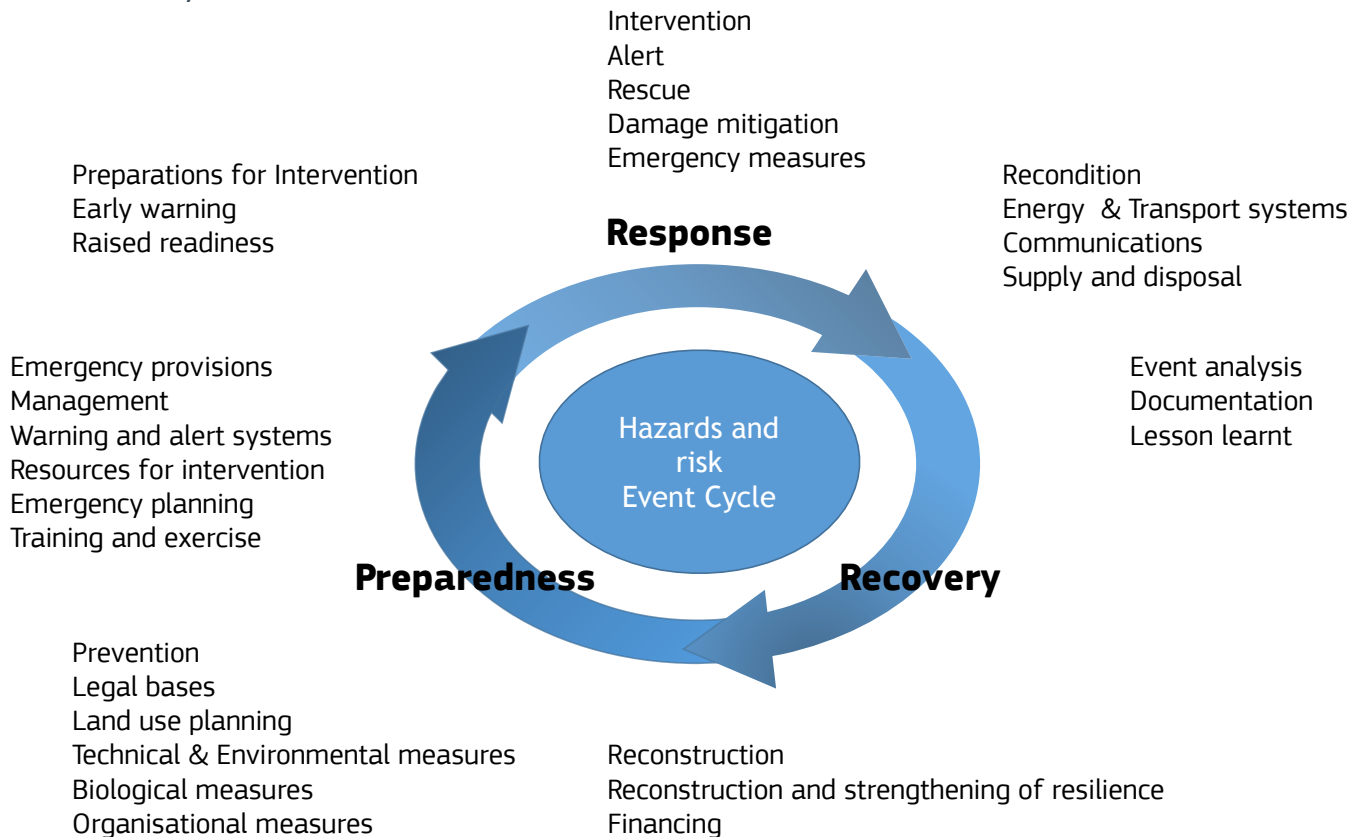 Intervention
Alert
Rescue
Damage mitigation
Emergency measures
Preparations for Intervention
Early warning
Raised readiness
Recondition
Energy & Transport systems
Communications
Supply and disposal
Response
Emergency provisions
Management
Warning and alert systems
Resources for intervention
Emergency planning
Training and exercise
Event analysis
Documentation
Lesson learnt
Hazards and
risk
Event Cycle
Preparedness
Recovery
Prevention
Legal bases
Land use planning
Technical & Environmental measures
Biological measures
Organisational measures
Reconstruction
Reconstruction and strengthening of resilience
Financing